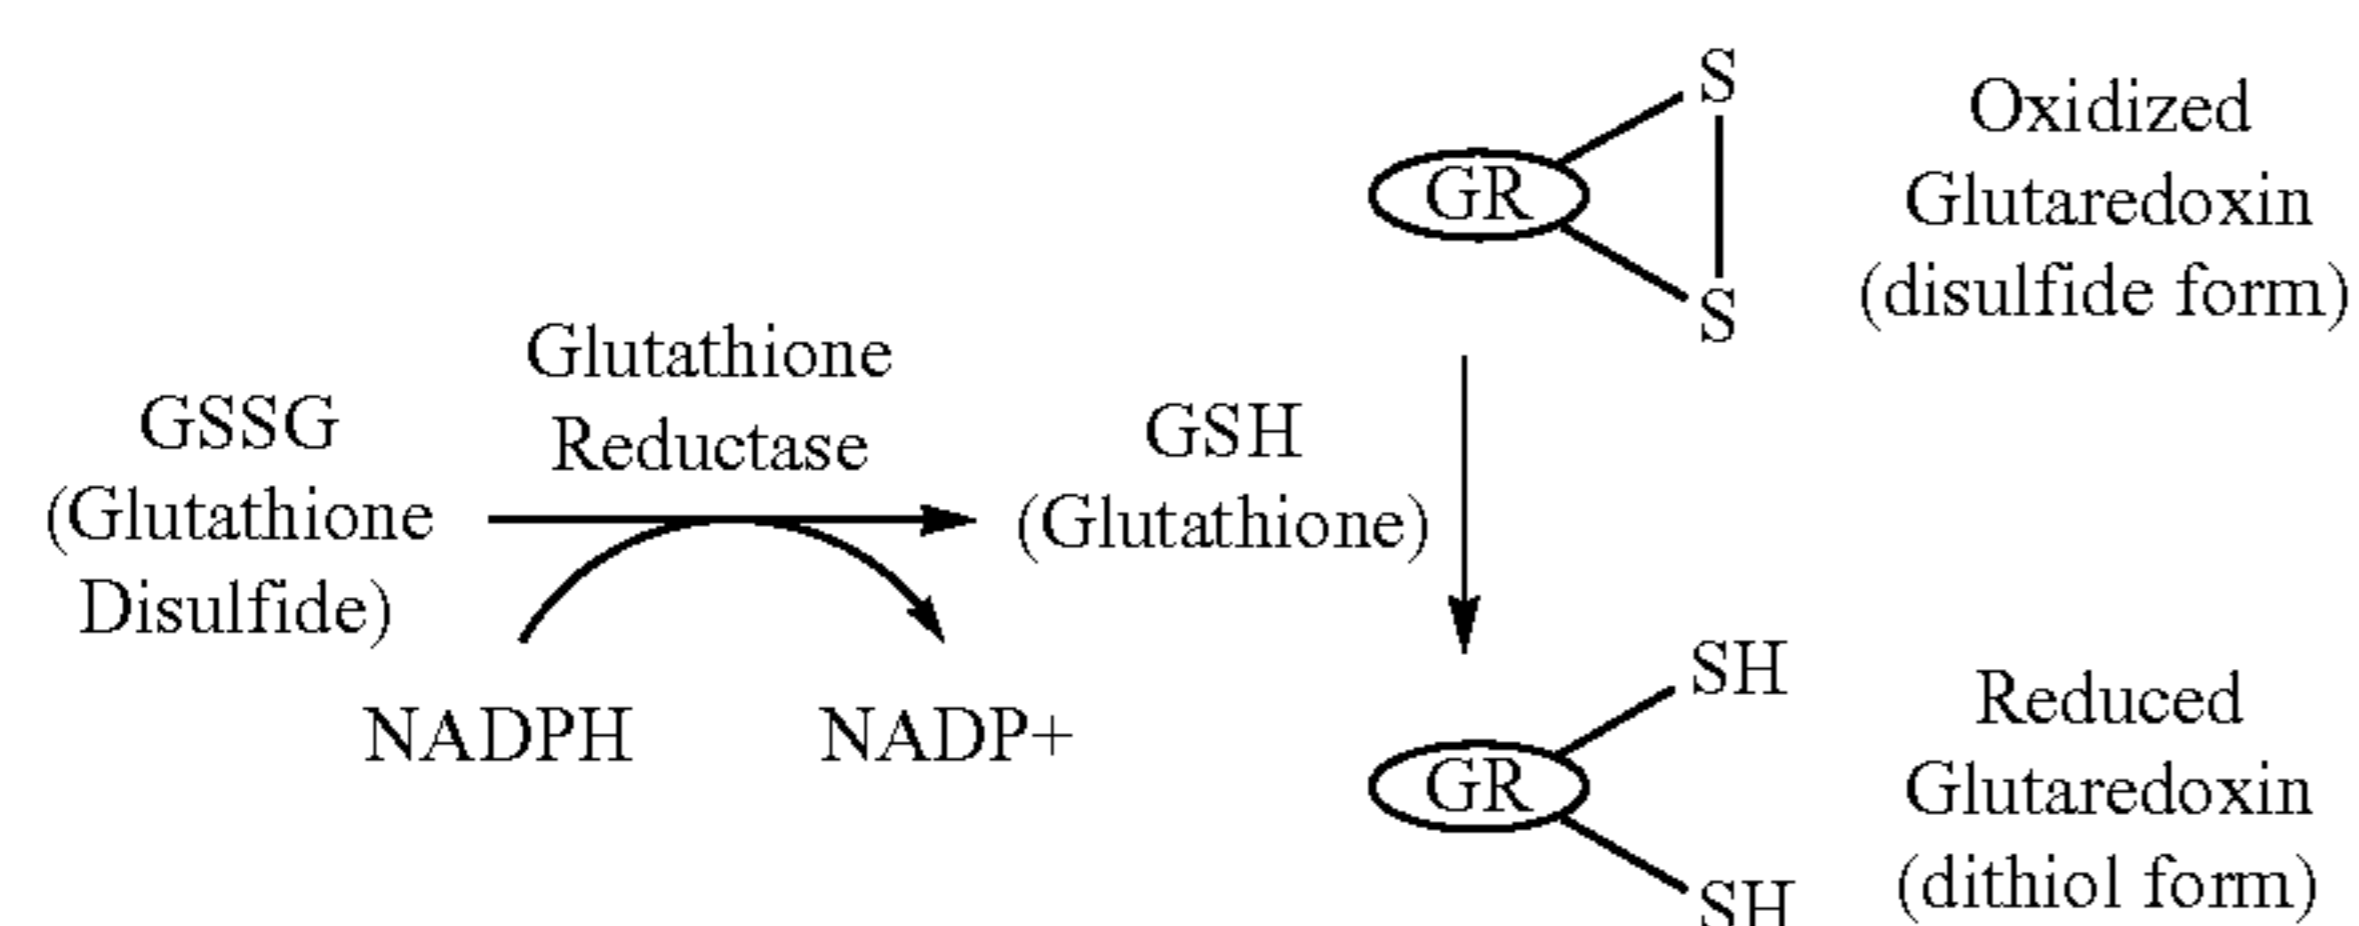 S
GR
S
Oxidized
Glutaredoxin
(disulfide form)
GSSG
(Glutathione
Disulfide)
Glutathione
Reductase
NADPH
NADP+
GSH
(Glutathione)
SH
GR
SH
Reduced
Glutaredoxin
(dithiol form)